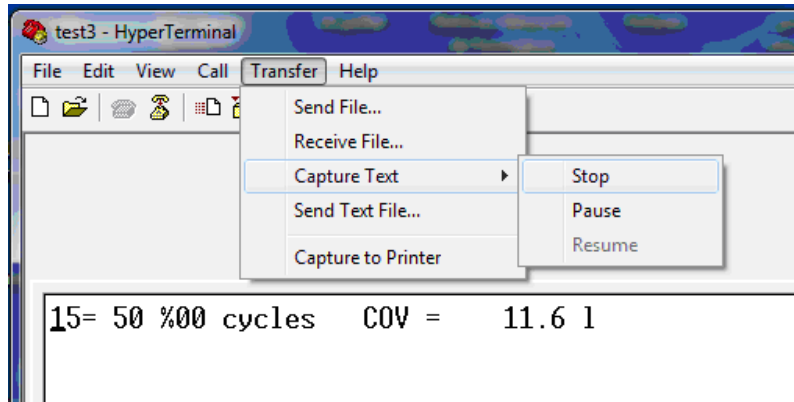 test3 - HyperTerminal
File Edit View Call Transfer Help
Send File...
Receive File...
Capture Text
Stop
Send Text File...
Pause
Capture to Printer
Resume
15= 50 %00 cycles COV = 11.6 l